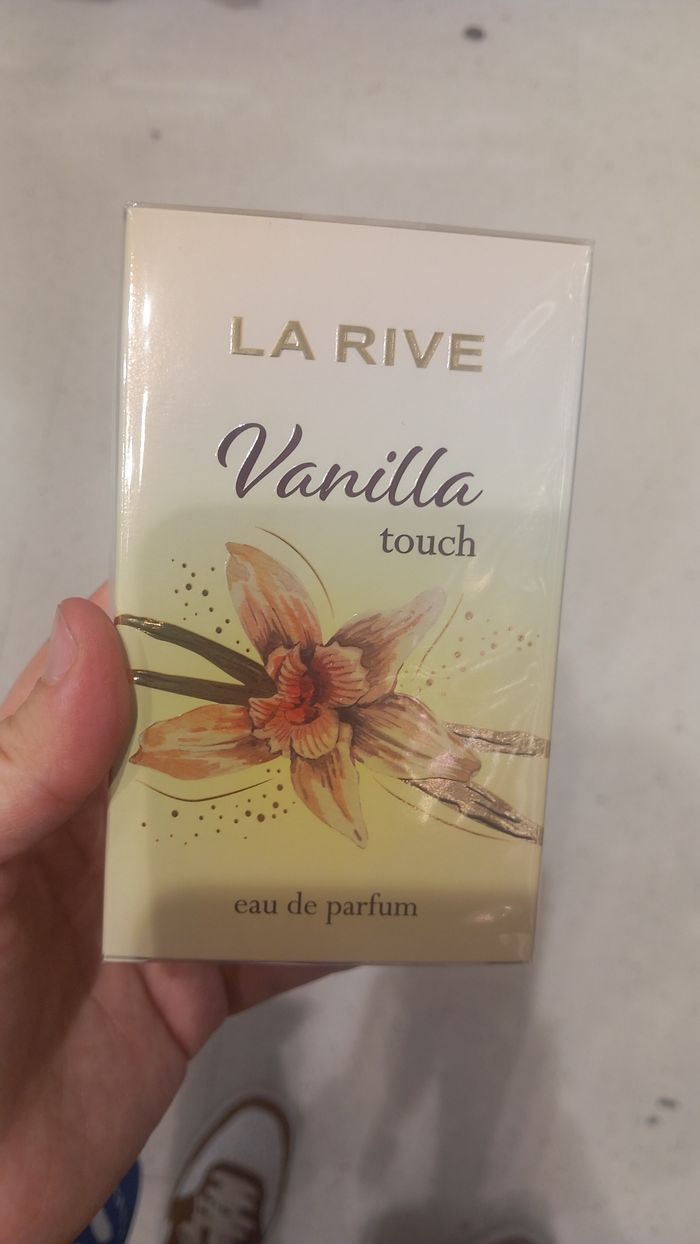 LA RIVE
Vanilla
touch
eau de parfum